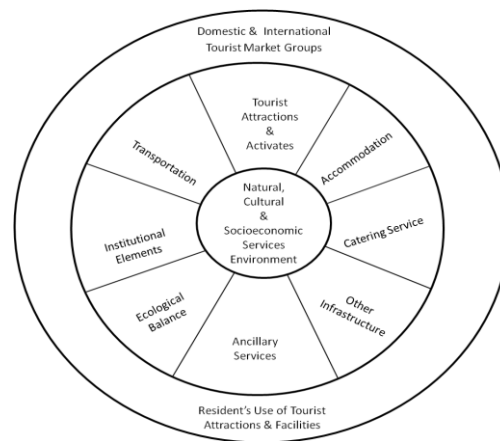 Domestic & International
Tourist Market Groups
Tourist
Attractions
&
Activates
Transportation
Accommodation
Natural,
Cultural
&
Socioeconomic
Services
Environment
Institutional
Elements
Catering Service
Ecological
Balance
Other
Infrastructure
Ancillary
Services
Resident's Use of Tourist
Attractions & Facilities